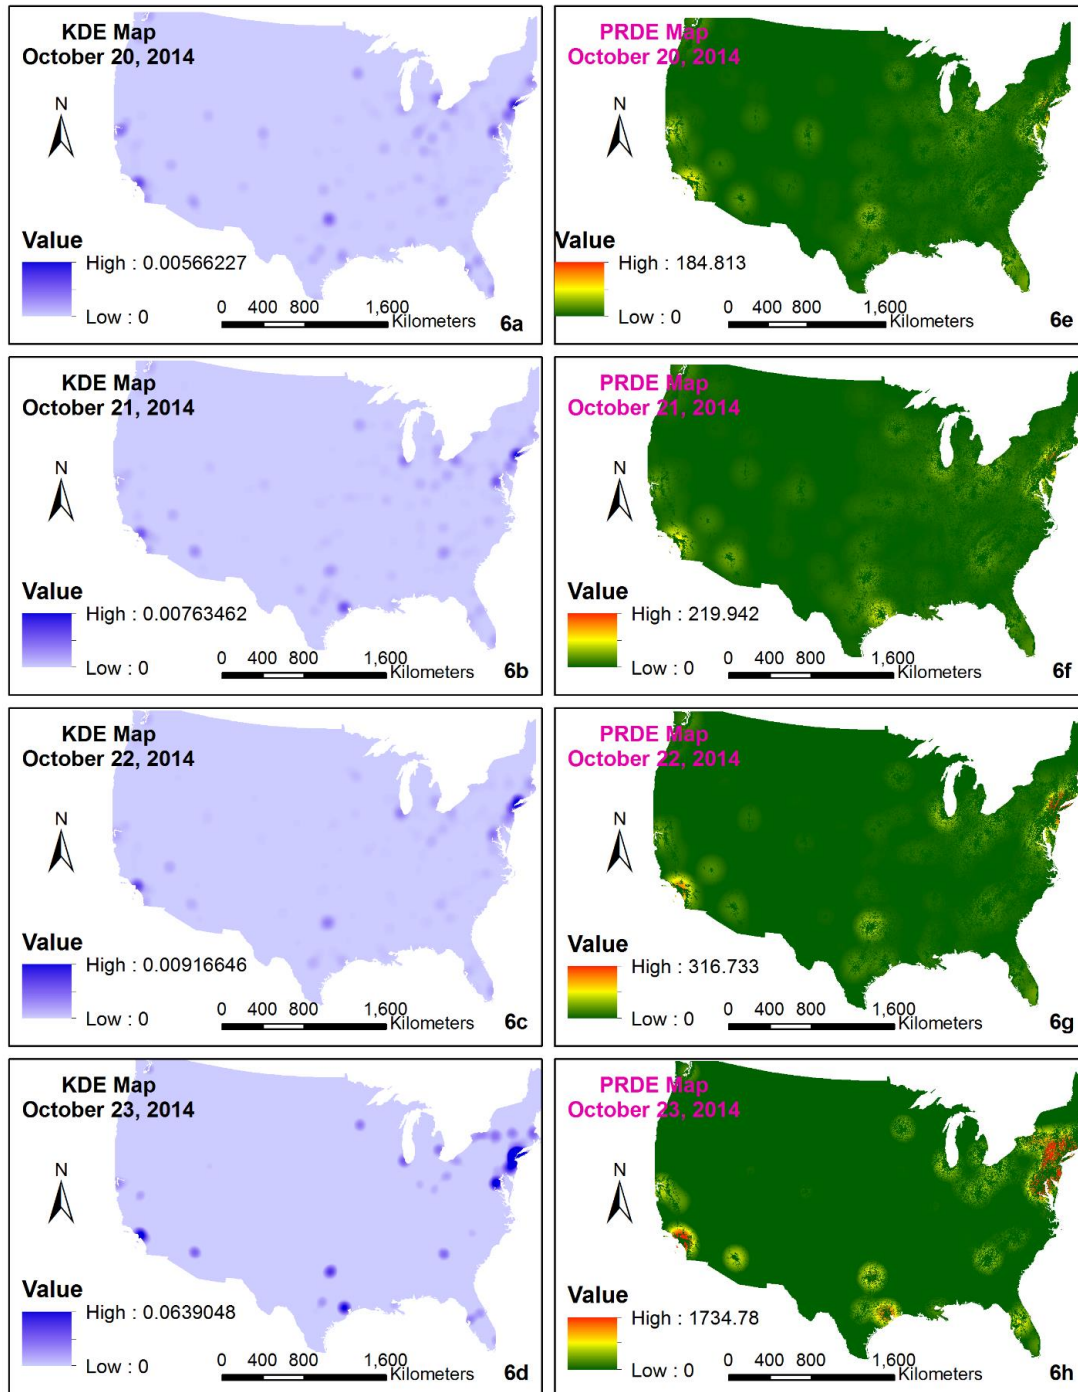 KDE Map
October 20, 2014
N
Value
High : 0.00566227
Low : 0
0 400 800 1,600
Kilometers
6a
PRDE Map
October 20, 2014
N
Value
High : 184.813
Low : 0
0 400 800 1,600
Kilometers
6e
KDE Map
October 21, 2014
N
Value
High : 0.00763462
Low : 0
0 400 800 1,600
Kilometers
6b
PRDE Map
October 21, 2014
N
Value
High : 219.942
Low : 0
0 400 800 1,600
Kilometers
6f
KDE Map
October 22, 2014
N
Value
High : 0.00916646
Low : 0
0 400 800 1,600
Kilometers
6c
PRDE Map
October 22, 2014
N
Value
High : 316.733
Low : 0
0 400 800 1,600
Kilometers
6g
KDE Map
October 23, 2014
N
Value
High : 0.0639048
Low : 0
0 400 800 1,600
Kilometers
6d
PRDE Map
October 23, 2014
N
Value
High : 1734.78
Low : 0
0 400 800 1,600
Kilometers
6h